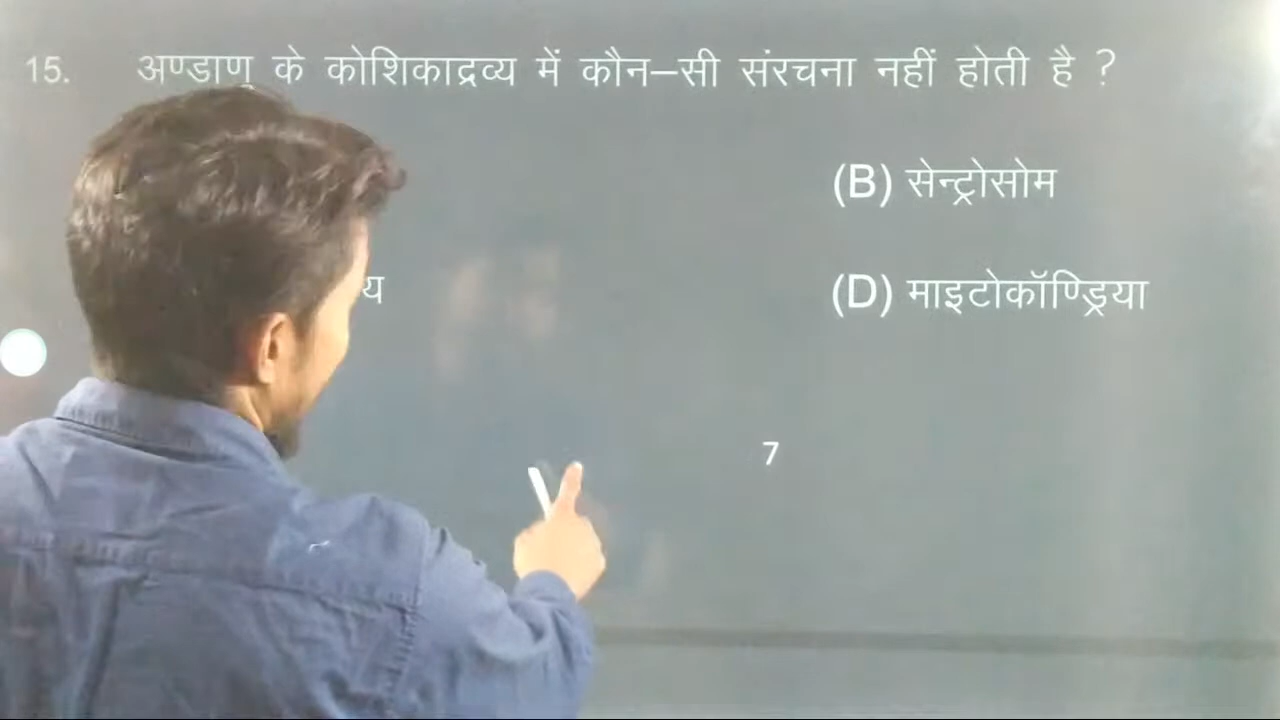 15. अण्डाणु के कोशिकाद्रव्य में कौन–सी संरचना नहीं होती है ?
(B) सेन्ट्रोसोम
(D) माइटोकॉण्ड्रिया
7